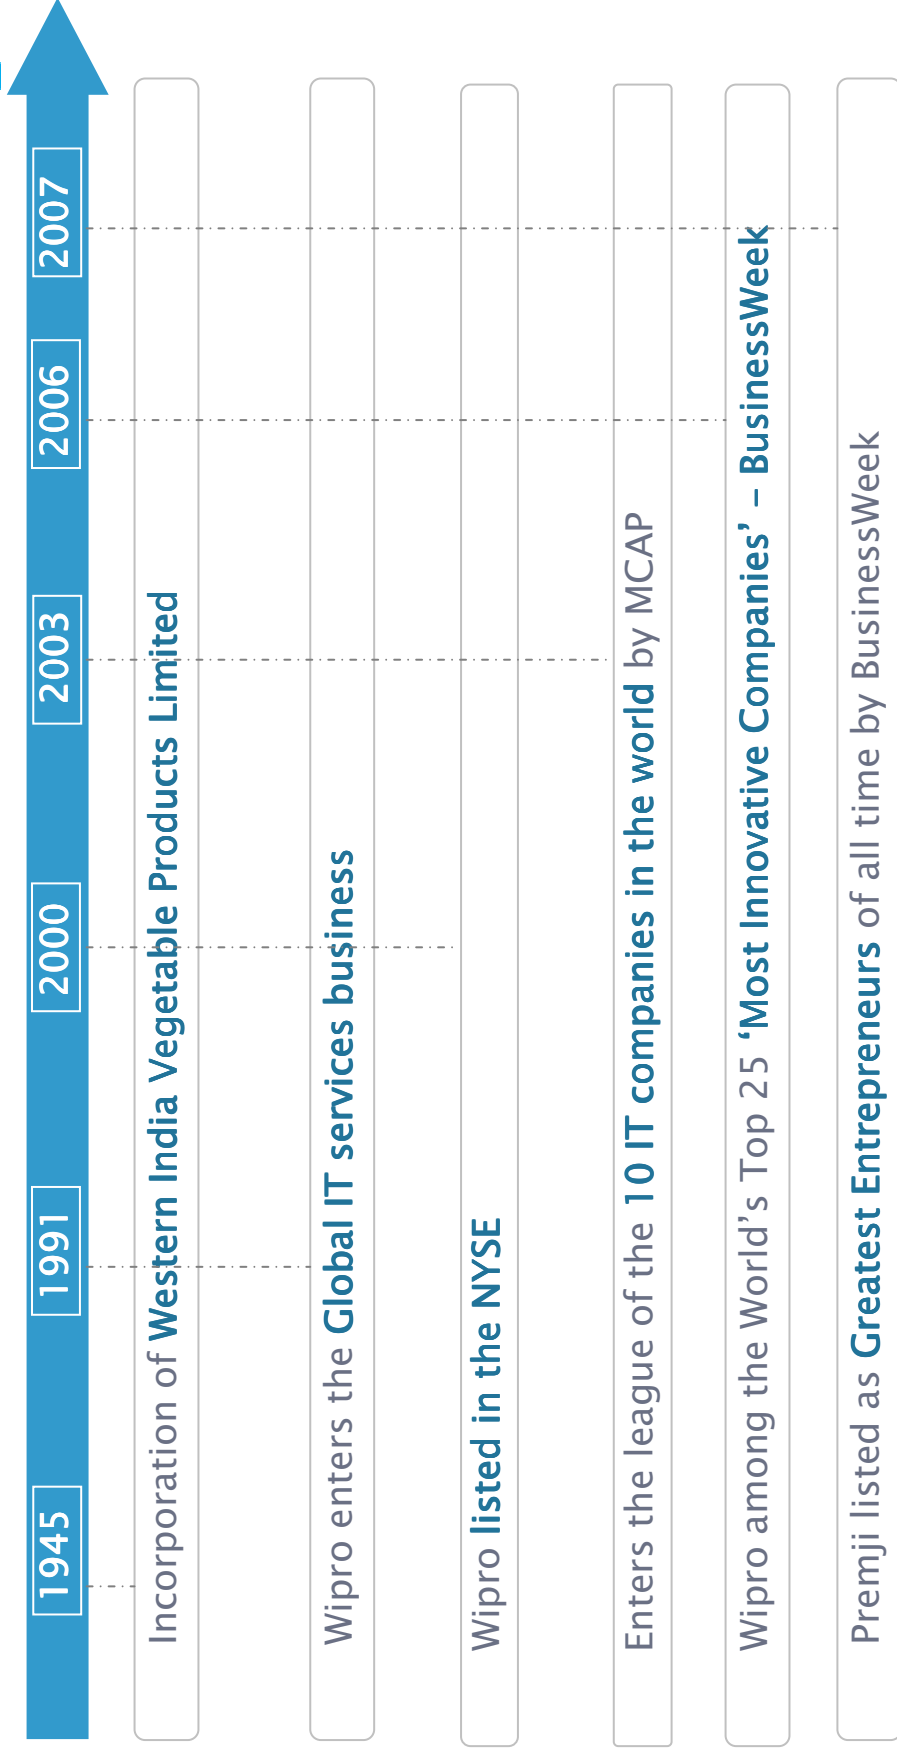 1945
1991
2000
2003
2006
2007
Incorporation of Western India Vegetable Products Limited
Wipro enters the Global IT services business
Wipro listed in the NYSE
Enters the league of the 10 IT companies in the world by MCAP
Wipro among the World’s Top 25 ‘Most Innovative Companies’ – BusinessWeek
Premji listed as Greatest Entrepreneurs of all time by BusinessWeek